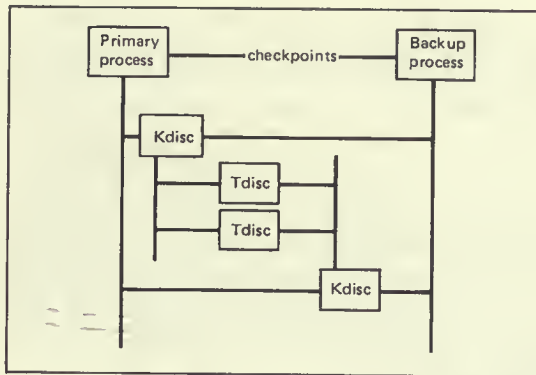 Primary
process
checkpoints
Backup
process
Kdisc
Tdisc
Tdisc
Kdisc